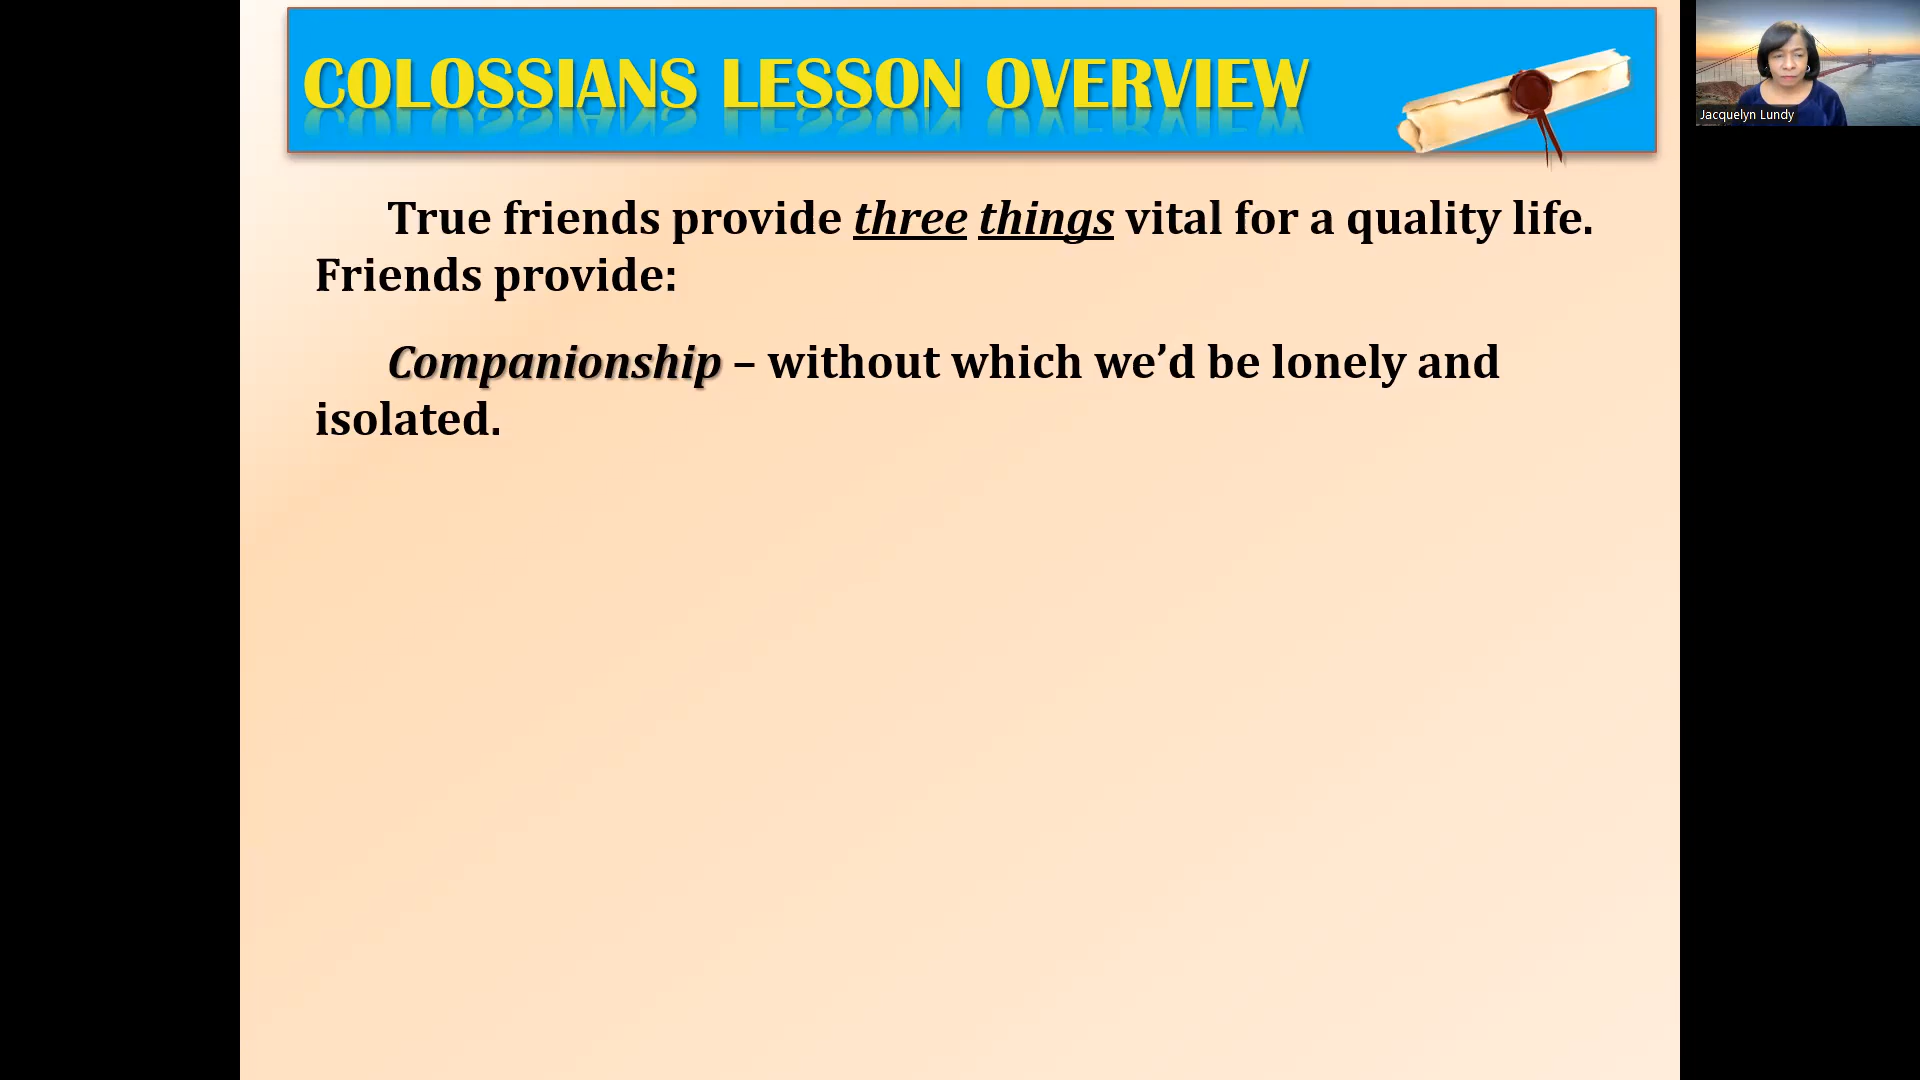 COLOSSIANS LESSON OVERVIEW
Jacquelyn Lundy
True friends provide three things vital for a quality life.
Friends provide:
Companionship – without which we’d be lonely and
isolated.